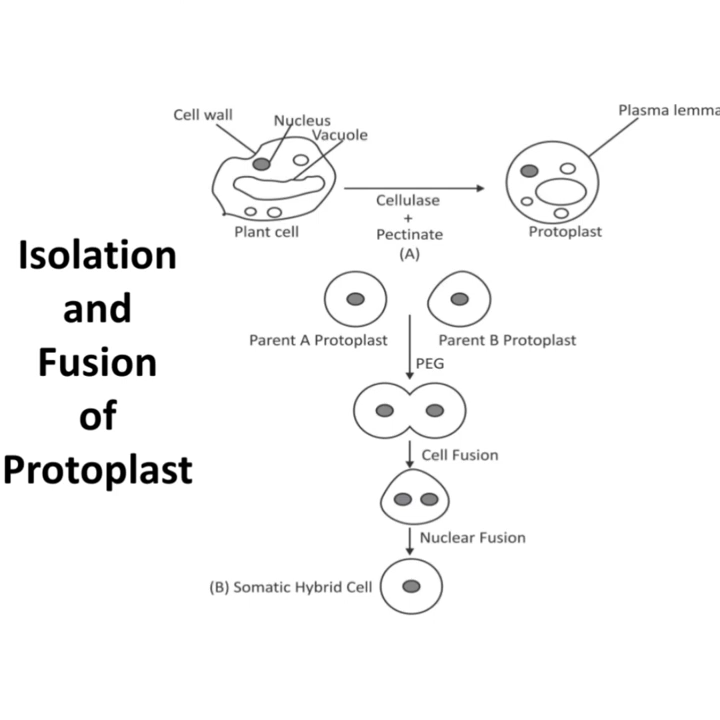 Isolation
and
Fusion
of
Protoplast
Cell wall
Nucleus
Vacuole
Plasma lemma
Cellulase
+
Pectinate
(A)
Plant cell
Protoplast
Parent A Protoplast
Parent B Protoplast
PEG
Cell Fusion
Nuclear Fusion
(B) Somatic Hybrid Cell